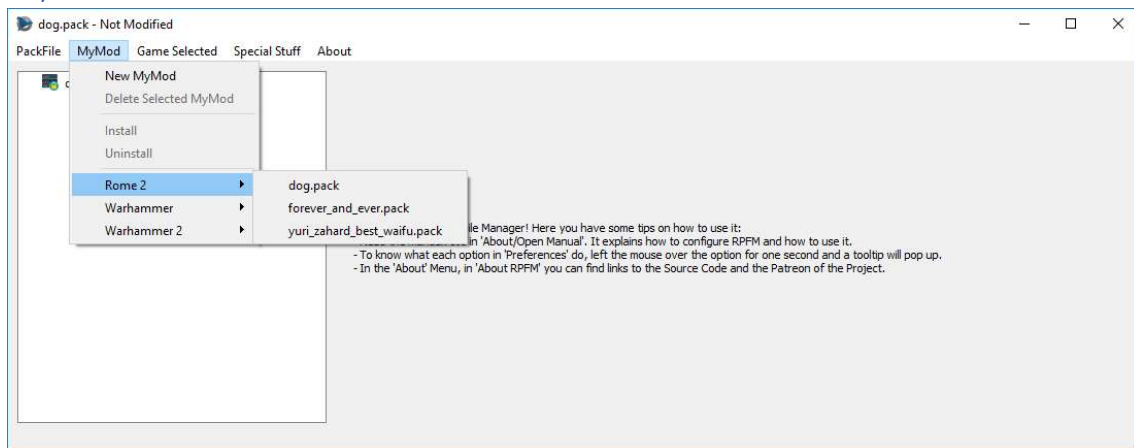 dog.pack - Not Modified
PackFile MyMod Game Selected Special Stuff About
New MyMod
Delete Selected MyMod
Install
Uninstall
Rome 2
Warhammer
Warhammer 2
dog.pack
forever_and_ever.pack
yuri_zahard_best_waifu.pack
le Manager! Here you have some tips on how to use it:
in 'About/Open Manual'. It explains how to configure RPFM and how to use it.
- To know what each option in 'Preferences' do, left the mouse over the option for one second and a tooltip will pop up.
- In the 'About' Menu, in 'About RPFM' you can find links to the Source Code and the Patreon of the Project.